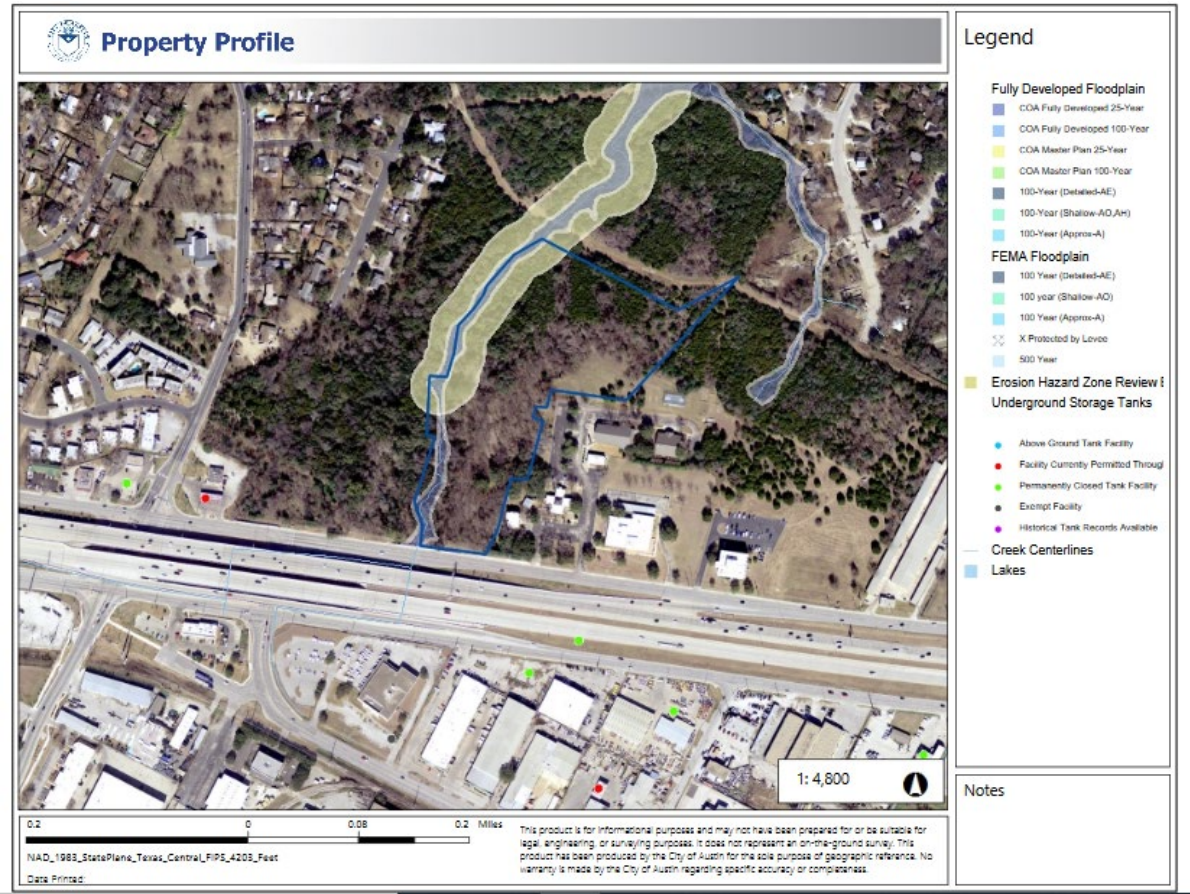 Property Profile
Legend
Fully Developed Floodplain
COA Fully Developed 25-Year
COA Fully Developed 100-Year
COA Master Plan 25-Year
COA Master Plan 100-Year
100-Year (Detailed-AE)
100-Year (Shallow-AO,AH)
100-Year (Approx-A)
FEMA Floodplain
100 Year (Detailed-AE)
100 year (Shallow-AO)
100 Year (Approx-A)
X Protected by Levee
500 Year
Erosion Hazard Zone Review
Underground Storage Tanks
Above Ground Tank Facility
Facility Currently Permitted Throug
Permanently Closed Tank Facility
Exempt Facility
Historical Tank Records Available
Creek Centerlines
Lakes
1: 4,800
Notes
0.2 0 0.08 0.2 Miles
NAD_1983_StatePlane_Texas_Central_FIPS_4203_Feet
Date Printed:
This product is for informational purposes and may not have been prepared for or be suitable for
legal, engineering, or surveying purposes. It does not represent an on-the-ground survey. This
product has been produced by the City of Austin for the sole purpose of geographic reference. No
warranty is made by the City of Austin regarding specific accuracy or completeness.